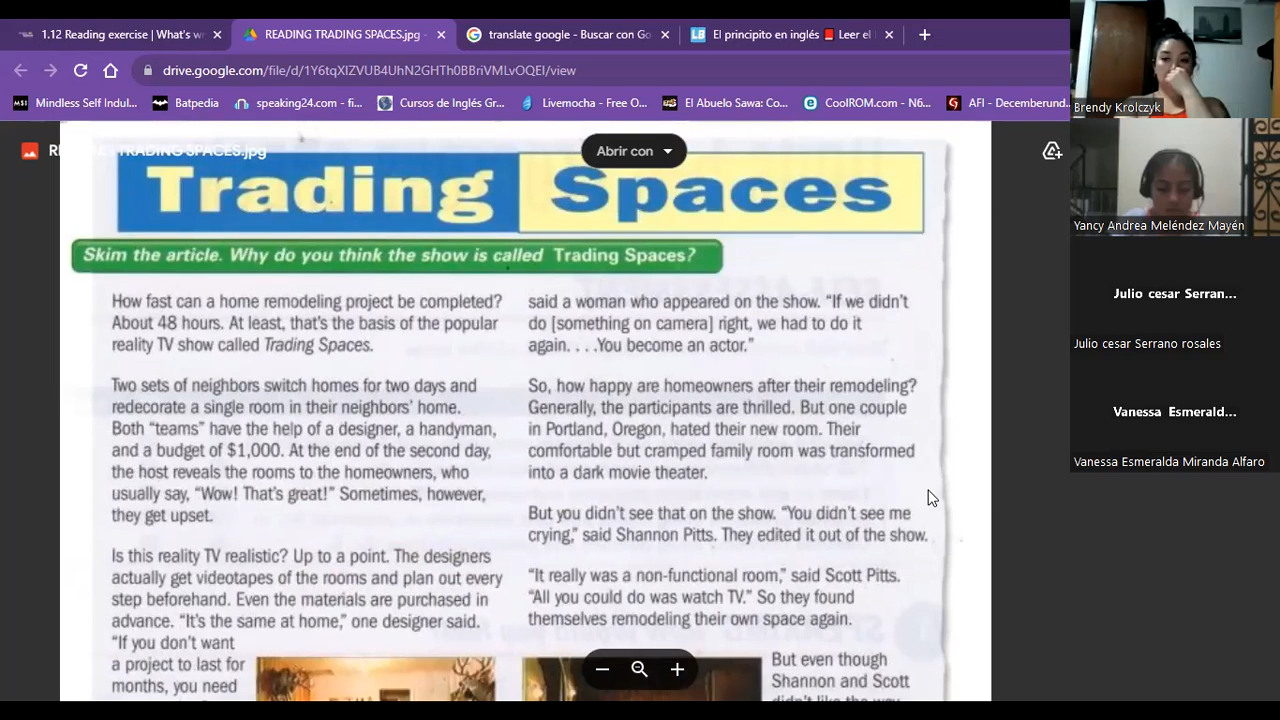 1.12 Reading exercise | What's wr
READING TRADING SPACES.jpg -
translate google - Buscar con Go
El principito en inglés 📕 Leer el
drive.google.com/file/d/1Y6tqXIZVUB4UhN2GHTh0BBriVMLvOQEI/view
Mindless Self Indul...
Batpedia
speaking24.com - fi...
Cursos de Inglés Gr...
Livemocha - Free O...
El Abuelo Sawa: Co...
CoolROM.com - N6...
AFI - Decemberund...
TRADING SPACES.jpg
Abrir con
Trading Spaces
Skim the article. Why do you think the show is called Trading Spaces?
How fast can a home remodeling project be completed?
About 48 hours. At least, that's the basis of the popular
reality TV show called Trading Spaces.
Two sets of neighbors switch homes for two days and
redecorate a single room in their neighbors' home.
Both “teams” have the help of a designer, a handyman,
and a budget of $1,000. At the end of the second day,
the host reveals the rooms to the homeowners, who
usually say, “Wow! That's great!” Sometimes, however,
they get upset.
Is this reality TV realistic? Up to a point. The designers
actually get videotapes of the rooms and plan out every
step beforehand. Even the materials are purchased in
advance. “It's the same at home,” one designer said.
“If you don't want
a project to last for
months, you need
said a woman who appeared on the show. “If we didn't
do [something on camera] right, we had to do it
again. . . .You become an actor.”
So, how happy are homeowners after their remodeling?
Generally, the participants are thrilled. But one couple
in Portland, Oregon, hated their new room. Their
comfortable but cramped family room was transformed
into a dark movie theater.
But you didn't see that on the show. “You didn't see me
crying,” said Shannon Pitts. They edited it out of the show.
“It really was a non-functional room,” said Scott Pitts.
“All you could do was watch TV.” So they found
themselves remodeling their own space again.
But even though
Shannon and Scott
didn't like the way
Brendy Krolczyk
Yancy Andrea Meléndez Mayén
Julio cesar Serran...
Julio cesar Serrano rosales
Vanessa Esmerald...
Vanessa Esmeralda Miranda Alfaro